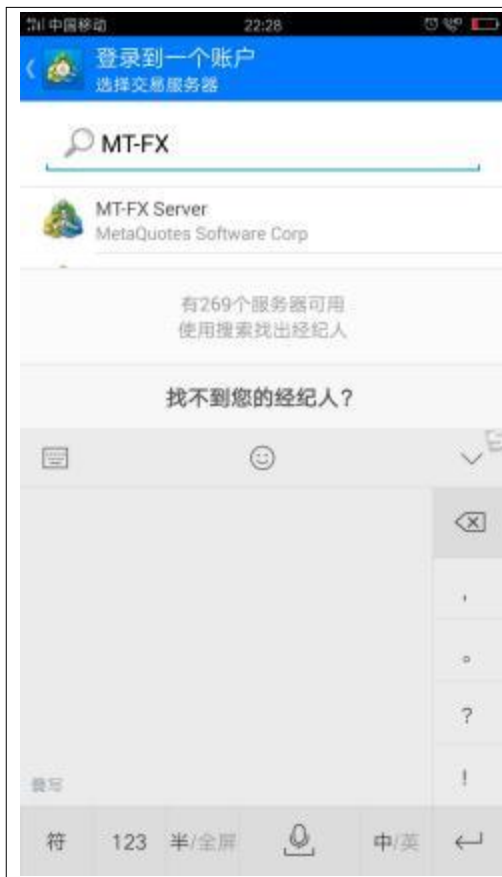 中国移动 22:28
登录到一个账户
选择交易服务器
MT-FX
MT-FX Server
MetaQuotes Software Corp
有269个服务器可用
使用搜索找出经纪人
找不到您的经纪人?
,
。
?
!
符 123 半/全屏 中/英